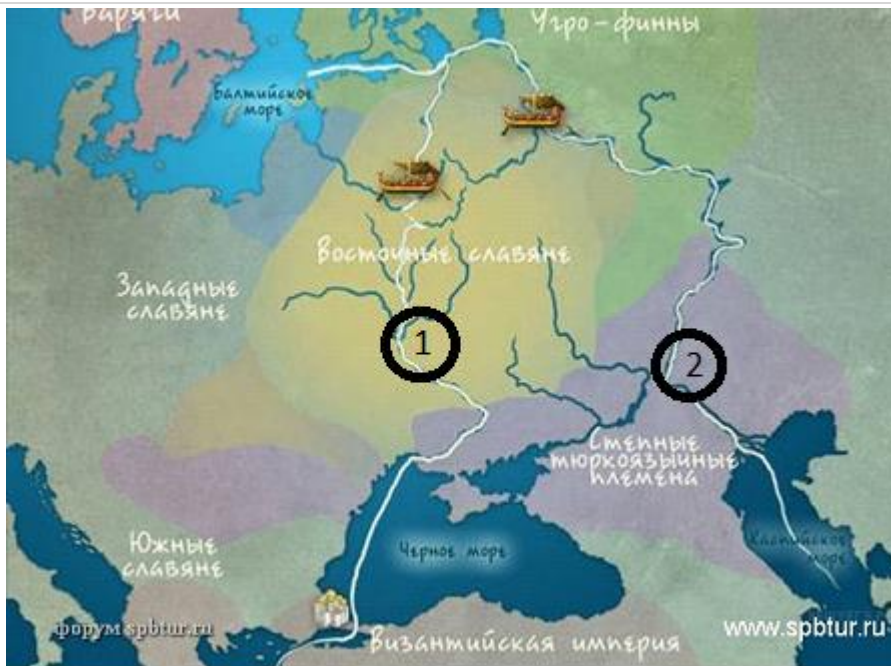 Варяги
Угро-финны
Балтийское
море
Восточные славяне
Западные
славяне
1
2
Степные
тюркоязычные
племена
Южные
славяне
Черное море
Каспийское
море
форум spbtur.ru
www.spbtur.ru
Византийская империя